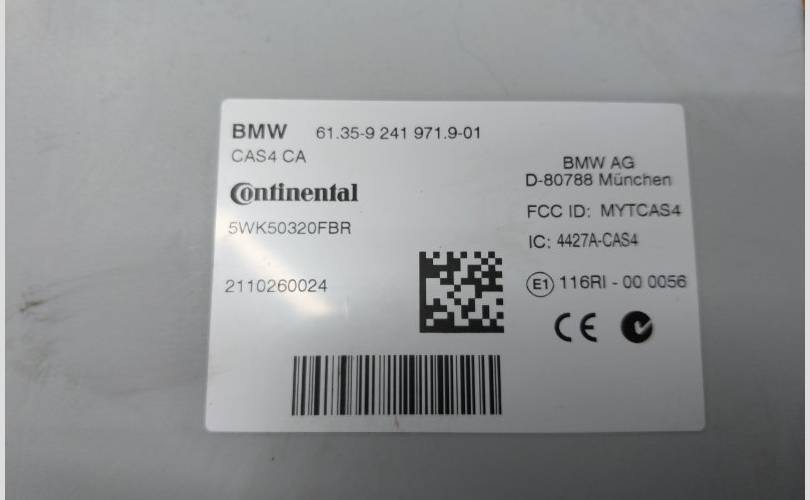 BMW 61.35-9 241 971.9-01
CAS4 CA
Continental
5WK50320FBR
2110260024
BMW AG
D-80788 München
FCC ID: MYTCAS4
IC: 4427A-CAS4
E1 116RI - 00 0056
CE